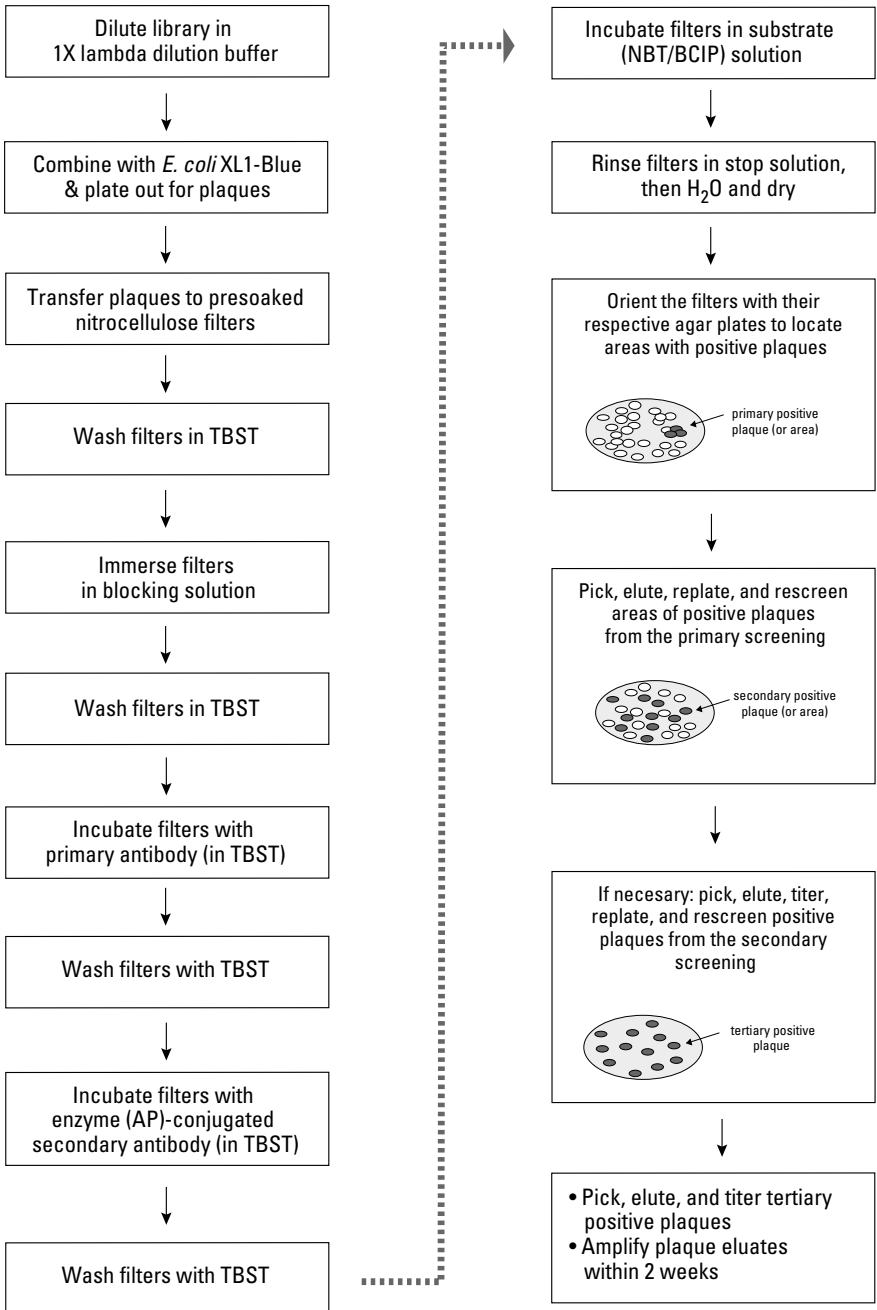 Dilute library in
1X lambda dilution buffer
Combine with E. coli XL1-Blue
& plate out for plaques
Transfer plaques to presoaked
nitrocellulose filters
Wash filters in TBST
Immerse filters
in blocking solution
Wash filters in TBST
Incubate filters with
primary antibody (in TBST)
Wash filters with TBST
Incubate filters with
enzyme (AP)-conjugated
secondary antibody (in TBST)
Wash filters with TBST
Incubate filters in substrate
(NBT/BCIP) solution
Rinse filters in stop solution,
then H₂O and dry
Orient the filters with their
respective agar plates to locate
areas with positive plaques
primary positive
plaque (or area)
Pick, elute, replate, and rescreen
areas of positive plaques
from the primary screening
secondary positive
plaque (or area)
If necesary: pick, elute, titer,
replate, and rescreen positive
plaques from the secondary
screening
tertiary positive
plaque
• Pick, elute, and titer tertiary
positive plaques
• Amplify plaque eluates
within 2 weeks